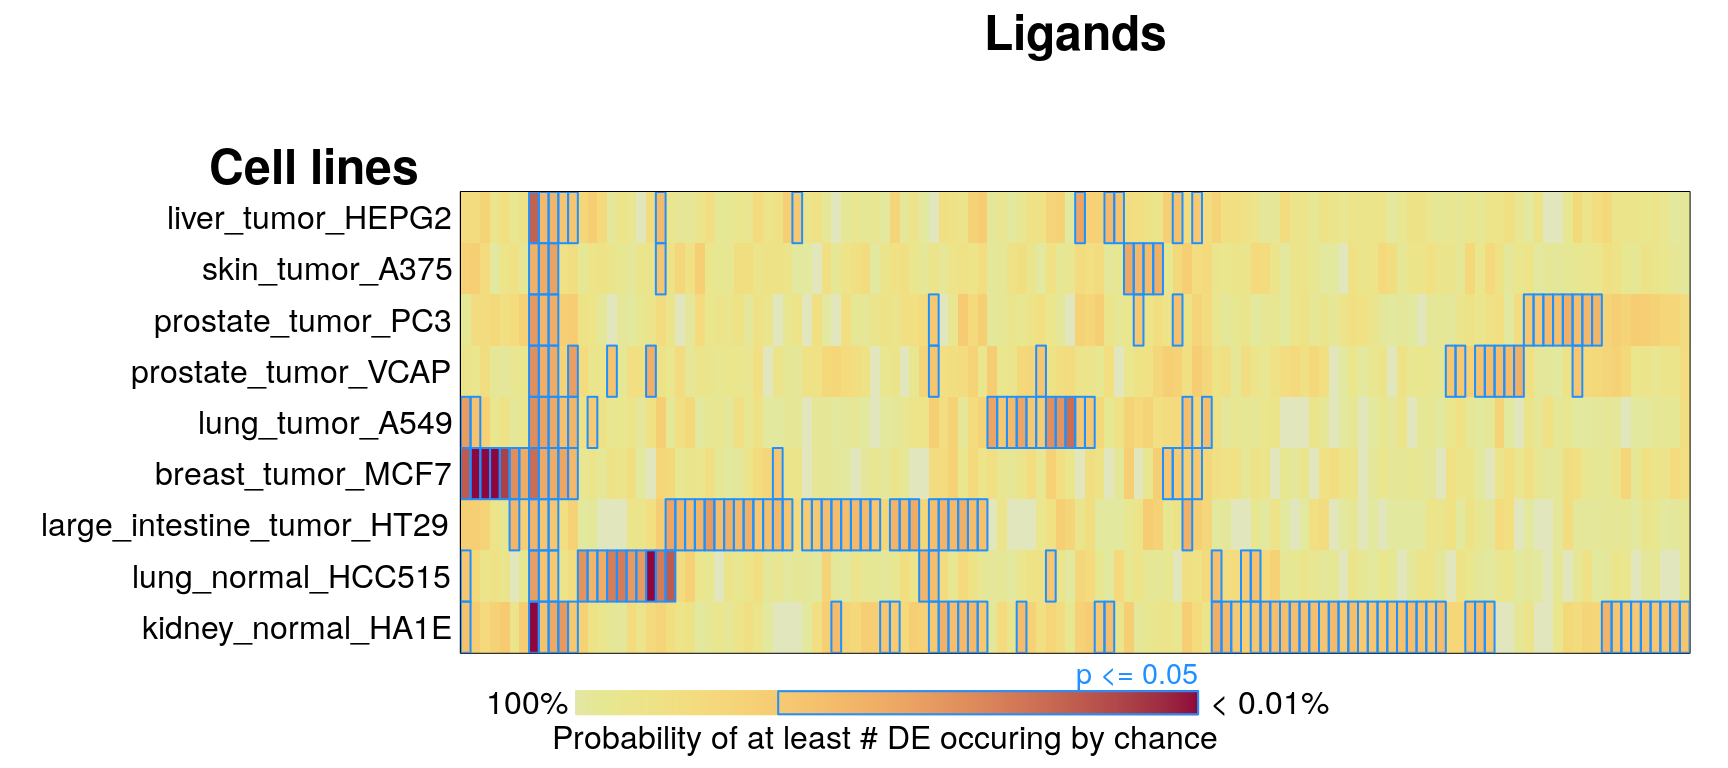 Ligands
Cell lines
liver_tumor_HEPG2
skin_tumor_A375
prostate_tumor_PC3
prostate_tumor_VCAP
lung_tumor_A549
breast_tumor_MCF7
large_intestine_tumor_HT29
lung_normal_HCC515
kidney_normal_HA1E
p <= 0.05
100% < 0.01%
Probability of at least # DE occuring by chance